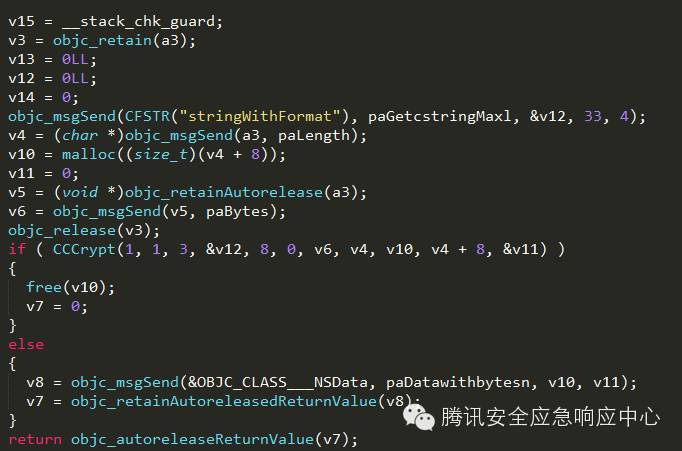 v15 = __stack_chk_guard;
v3 = objc_retain(a3);
v13 = 0LL;
v12 = 0LL;
v14 = 0;
objc_msgSend(CFSTR("stringWithFormat"), paGetcstringMaxl, &v12, 33, 4);
v4 = (char *)objc_msgSend(a3, paLength);
v10 = malloc((size_t)(v4 + 8));
v11 = 0;
v5 = (void *)objc_retainAutorelease(a3);
v6 = objc_msgSend(v5, paBytes);
objc_release(v3);
if ( CCCrypt(1, 1, 3, &v12, 8, 0, v6, v4, v10, v4 + 8, &v11) )
{
  free(v10);
  v7 = 0;
}
else
{
  v8 = objc_msgSend(&OBJC_CLASS___NSData, paDatawithbytesn, v10, v11);
  v7 = objc_retainAutoreleasedReturnValue(v8);
}
return objc_autoreleaseReturnValue(v7);
腾讯安全应急响应中心